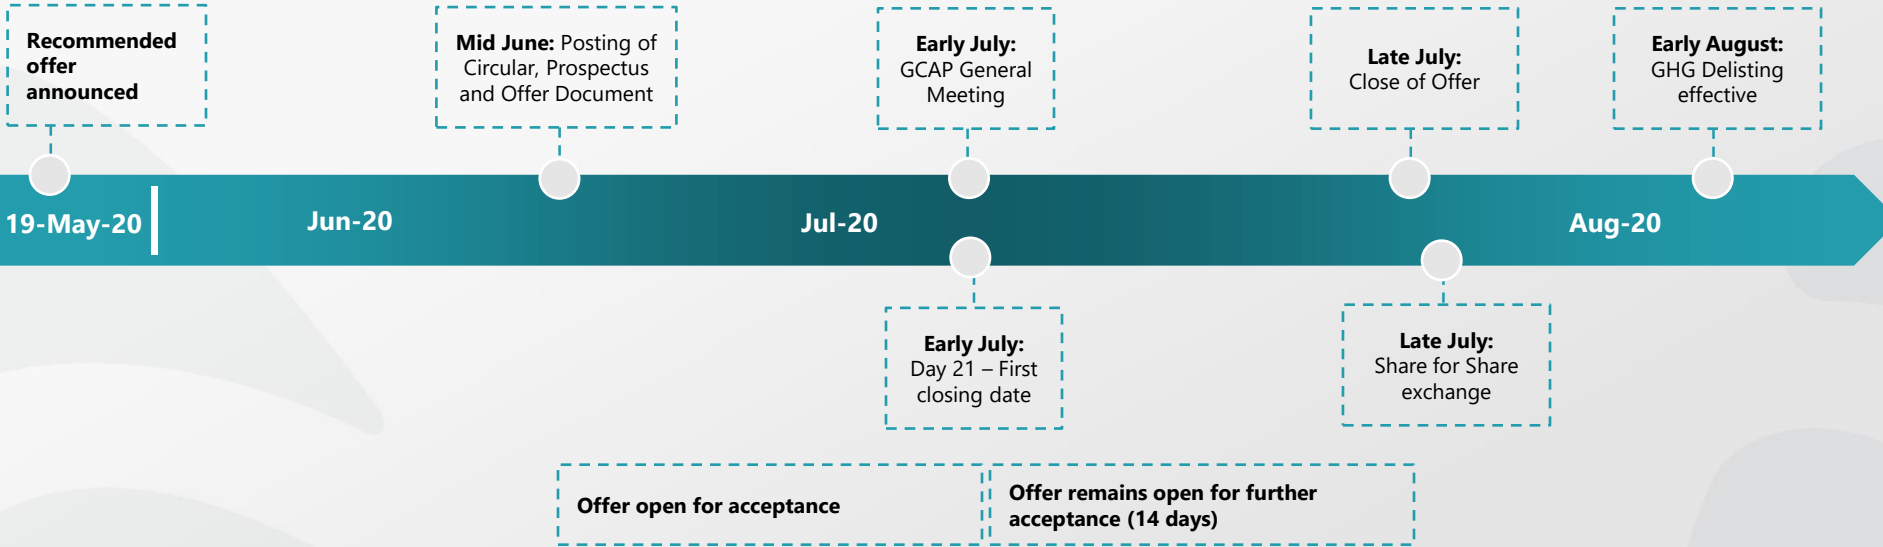 Recommended
offer
announced
Mid June: Posting of
Circular, Prospectus
and Offer Document
Early July:
GCAP General
Meeting
Late July:
Close of Offer
Early August:
GHG Delisting
effective
19-May-20
Jun-20
Jul-20
Aug-20
Early July:
Day 21 – First
closing date
Late July:
Share for Share
exchange
Offer open for acceptance
Offer remains open for further
acceptance (14 days)